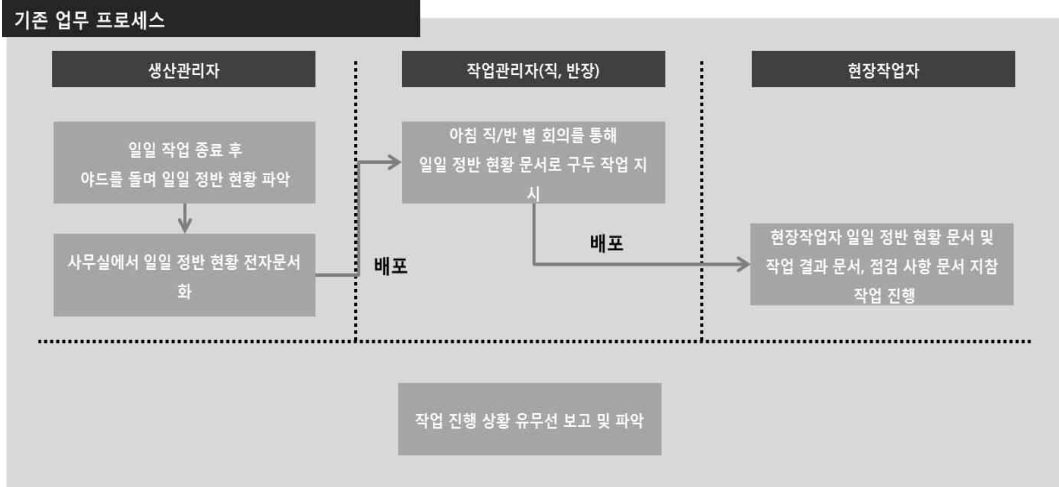 기존 업무 프로세스
생산관리자
작업관리자(직, 반장)
현장작업자
일일 작업 종료 후
야드를 돌며 일일 정반 현황 파악
사무실에서 일일 정반 현황 전자문서
화
배포
아침 직/반 별 회의를 통해
일일 정반 현황 문서로 구두 작업 지
시
배포
현장작업자 일일 정반 현황 문서 및
작업 결과 문서, 점검 사항 문서 지참
작업 진행
작업 진행 상황 유무선 보고 및 파악